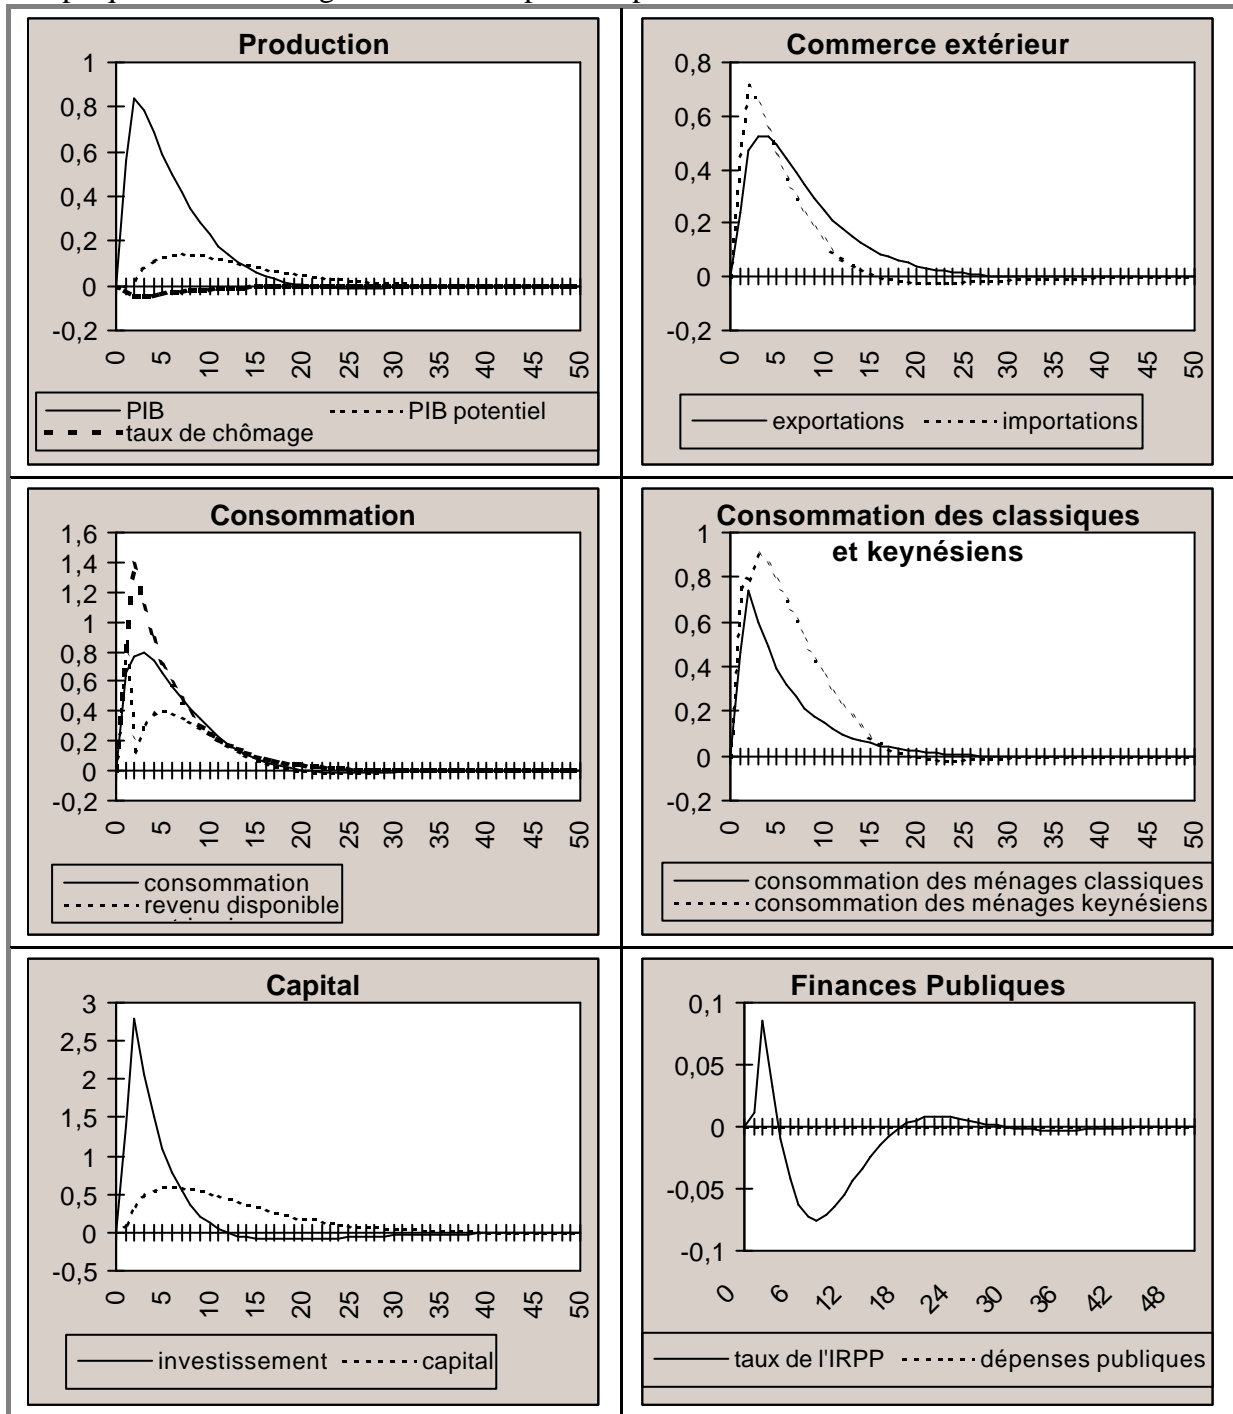 Production
1
0,8
0,6
0,4
0,2
0
-0,2
0 5 10 15 20 25 30 35 40 45 50
PIB PIB potentiel
taux de chômage
Commerce extérieur
0,8
0,6
0,4
0,2
0
-0,2
0 5 10 15 20 25 30 35 40 45 50
exportations importations
Consommation
1,6
1,4
1,2
1
0,8
0,6
0,4
0,2
0
-0,2
0 5 10 15 20 25 30 35 40 45 50
consommation
revenu disponible
Consommation des classiques
et keynésiens
1
0,8
0,6
0,4
0,2
0
-0,2
0 5 10 15 20 25 30 35 40 45 50
consommation des ménages classiques
consommation des ménages keynésiens
Capital
3
2,5
2
1,5
1
0,5
0
-0,5
0 5 10 15 20 25 30 35 40 45 50
investissement capital
Finances Publiques
0,1
0,05
0
-0,05
-0,1
0 6 12 18 24 30 36 42 48
taux de l'IRPP dépenses publiques